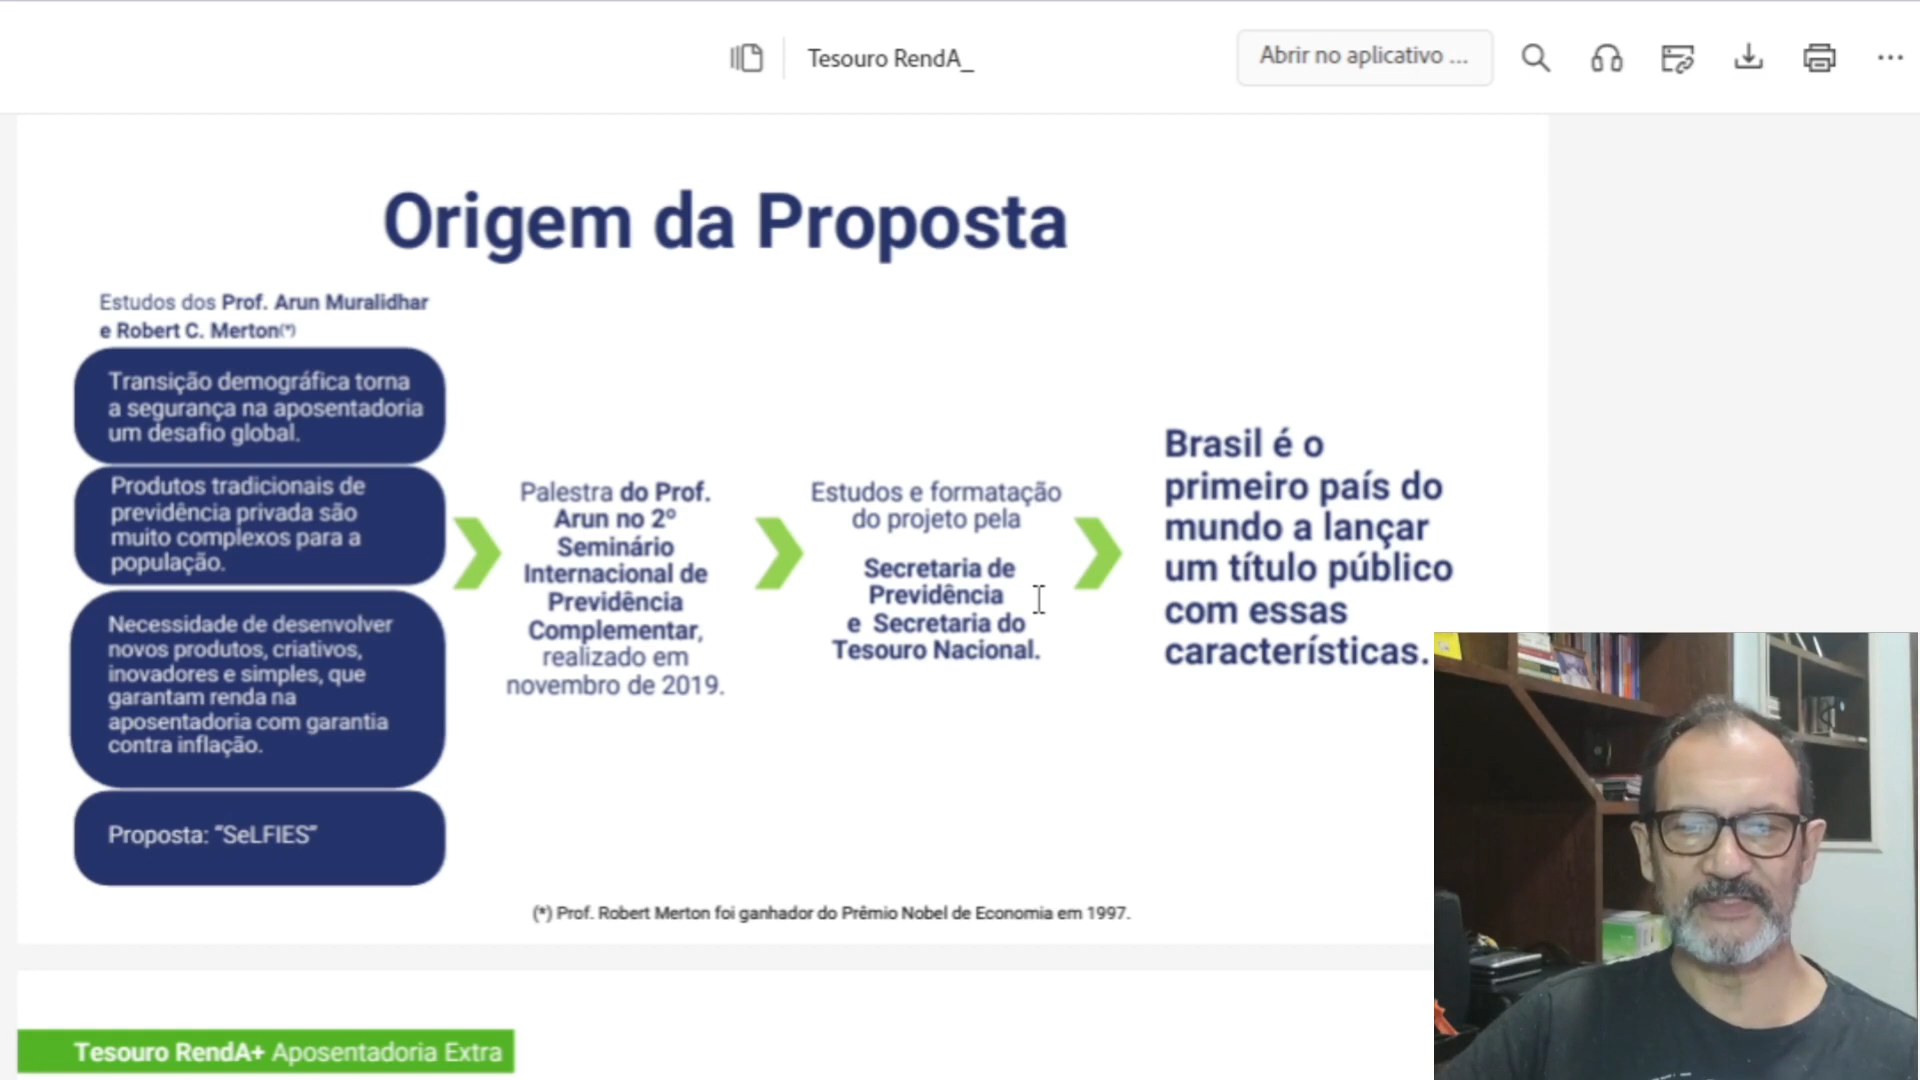 Tesouro RendA_
Abrir no aplicativo ...
Origem da Proposta
Estudos dos Prof. Arun Muralidhar
e Robert C. Merton(*)
Transição demográfica torna
a segurança na aposentadoria
um desafio global.
Produtos tradicionais de
previdência privada são
muito complexos para a
população.
Necessidade de desenvolver
novos produtos, criativos,
inovadores e simples, que
garantam renda na
aposentadoria com garantia
contra inflação.
Proposta: “SeLFIES”
Palestra do Prof.
Arun no 2º
Seminário
Internacional de
Previdência
Complementar,
realizado em
novembro de 2019.
Estudos e formatação
do projeto pela
Secretaria de
Previdência
e Secretaria do
Tesouro Nacional.
Brasil é o
primeiro país do
mundo a lançar
um título público
com essas
características.
(*) Prof. Robert Merton foi ganhador do Prêmio Nobel de Economia em 1997.
Tesouro RendA+ Aposentadoria Extra